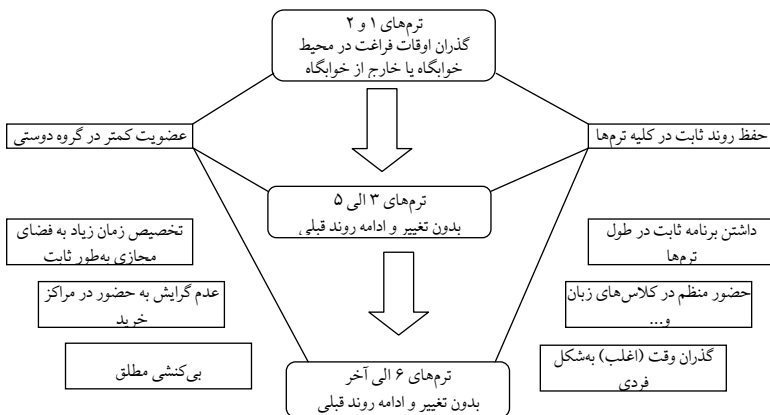 ترم‌های ۱ و ۲
گذران اوقات فراغت در محیط
خوابگاه یا خارج از خوابگاه
حفظ روند ثابت در کلیه ترم‌ها
عضویت کمتر در گروه دوستی
ترم‌های ۳ الی ۵
بدون تغییر و ادامه روند قبلی
داشتن برنامه ثابت در طول
ترم‌ها
تخصیص زمان زیاد به فضای
مجازی به‌طور ثابت
حضور منظم در کلاس‌های زبان
و...
عدم گرایش به حضور در مراکز
خرید
گذران وقت (اغلب) به‌شکل
فردی
بی‌کنشی مطلق
ترم‌های ۶ الی آخر
بدون تغییر و ادامه روند قبلی